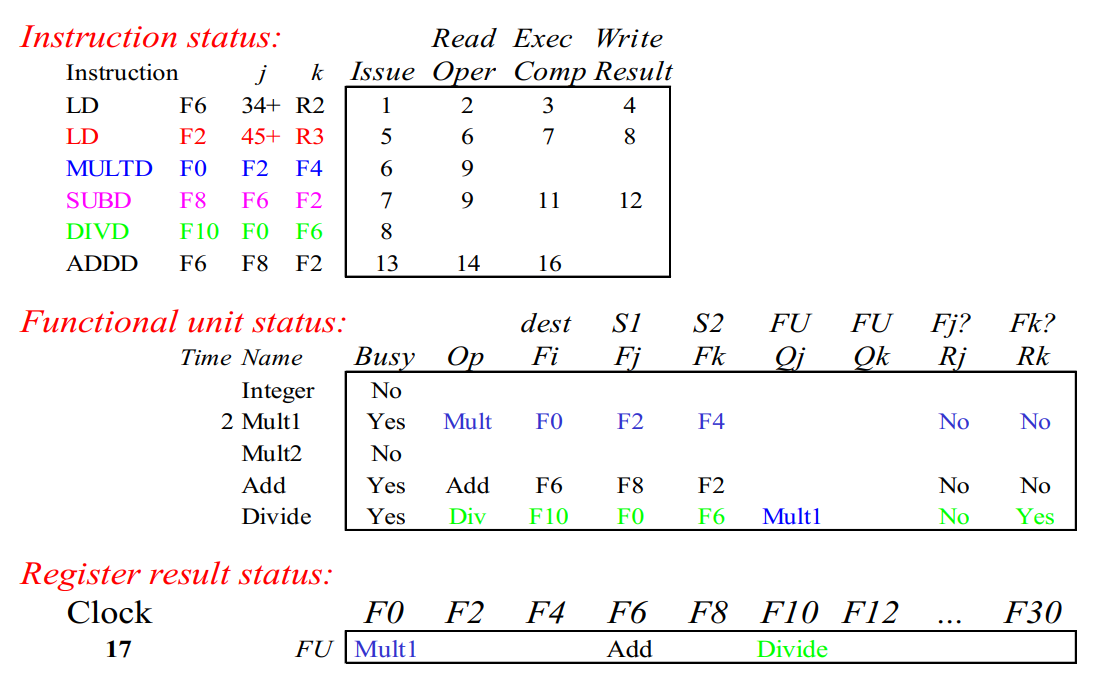 Instruction status: Read Exec Write
Instruction j k Issue Oper Comp Result
LD F6 34+ R2 1 2 3 4
LD F2 45+ R3 5 6 7 8
MULTD F0 F2 F4 6 9
SUBD F8 F6 F2 7 9 11 12
DIVD F10 F0 F6 8
ADDD F6 F8 F2 13 14 16
Functional unit status: dest S1 S2 FU FU Fj? Fk?
Time Name Busy Op Fi Fj Fk Qj Qk Rj Rk
Integer No
2 Mult1 Yes Mult F0 F2 F4 No No
Mult2 No
Add Yes Add F6 F8 F2 No No
Divide Yes Div F10 F0 F6 Mult1 No Yes
Register result status:
Clock F0 F2 F4 F6 F8 F10 F12 ... F30
17 FU Mult1 Add Divide